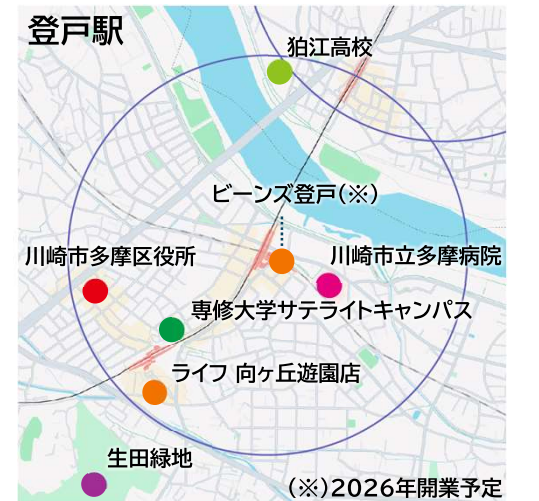 登戸駅
狛江高校
ビーンズ登戸(※)
川崎市多摩区役所
川崎市立多摩病院
専修大学サテライトキャンパス
ライフ 向ヶ丘遊園店
生田緑地
(※)2026年開業予定